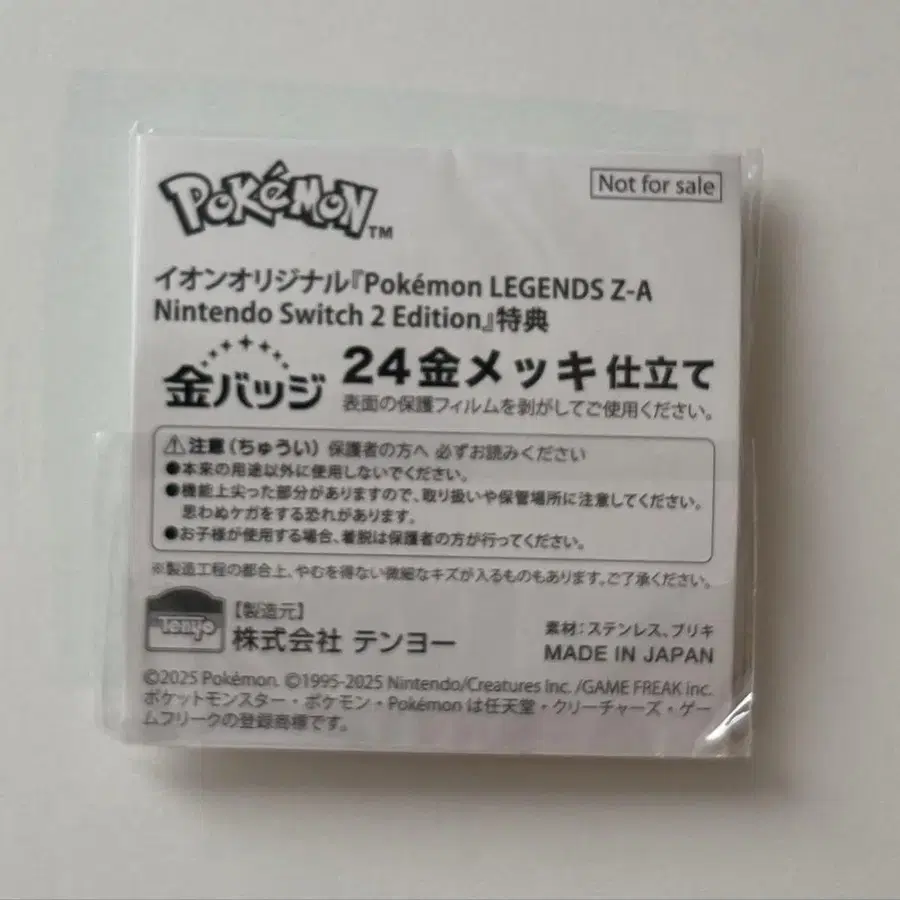 POKéMON TM
Not for sale
イオンオリジナル『Pokémon LEGENDS Z-A
Nintendo Switch 2 Edition』特典
金バッジ 24金メッキ仕立て
表面の保護フィルムを剥がしてご使用ください。
⚠注意（ちゅうい）保護者の方へ 必ずお読みください
●本来の用途以外に使用しないでください。
●機能上尖った部分がありますので、取り扱いや保管場所に注意してください。
思わぬケガをする恐れがあります。
●お子様が使用する場合、着脱は保護者の方が行ってください。
※製造工程の都合上、やむを得ない微細なキズが入るものもあります。ご了承ください。
Tenyo
【製造元】
株式会社 テンヨー
素材：ステンレス、ブリキ
MADE IN JAPAN
©2025 Pokémon. ©1995-2025 Nintendo/Creatures Inc. /GAME FREAK inc.
ポケットモンスター・ポケモン・Pokémon は任天堂・クリーチャーズ・ゲー
ムフリークの登録商標です。